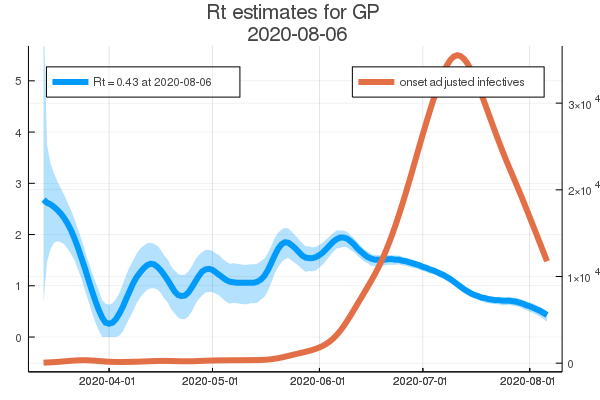 Rt estimates for GP
2020-08-06
Rt = 0.43 at 2020-08-06
onset adjusted infectives
5
4
3
2
1
0
3×10⁴
2×10⁴
1×10⁴
0
2020-04-01 2020-05-01 2020-06-01 2020-07-01 2020-08-01